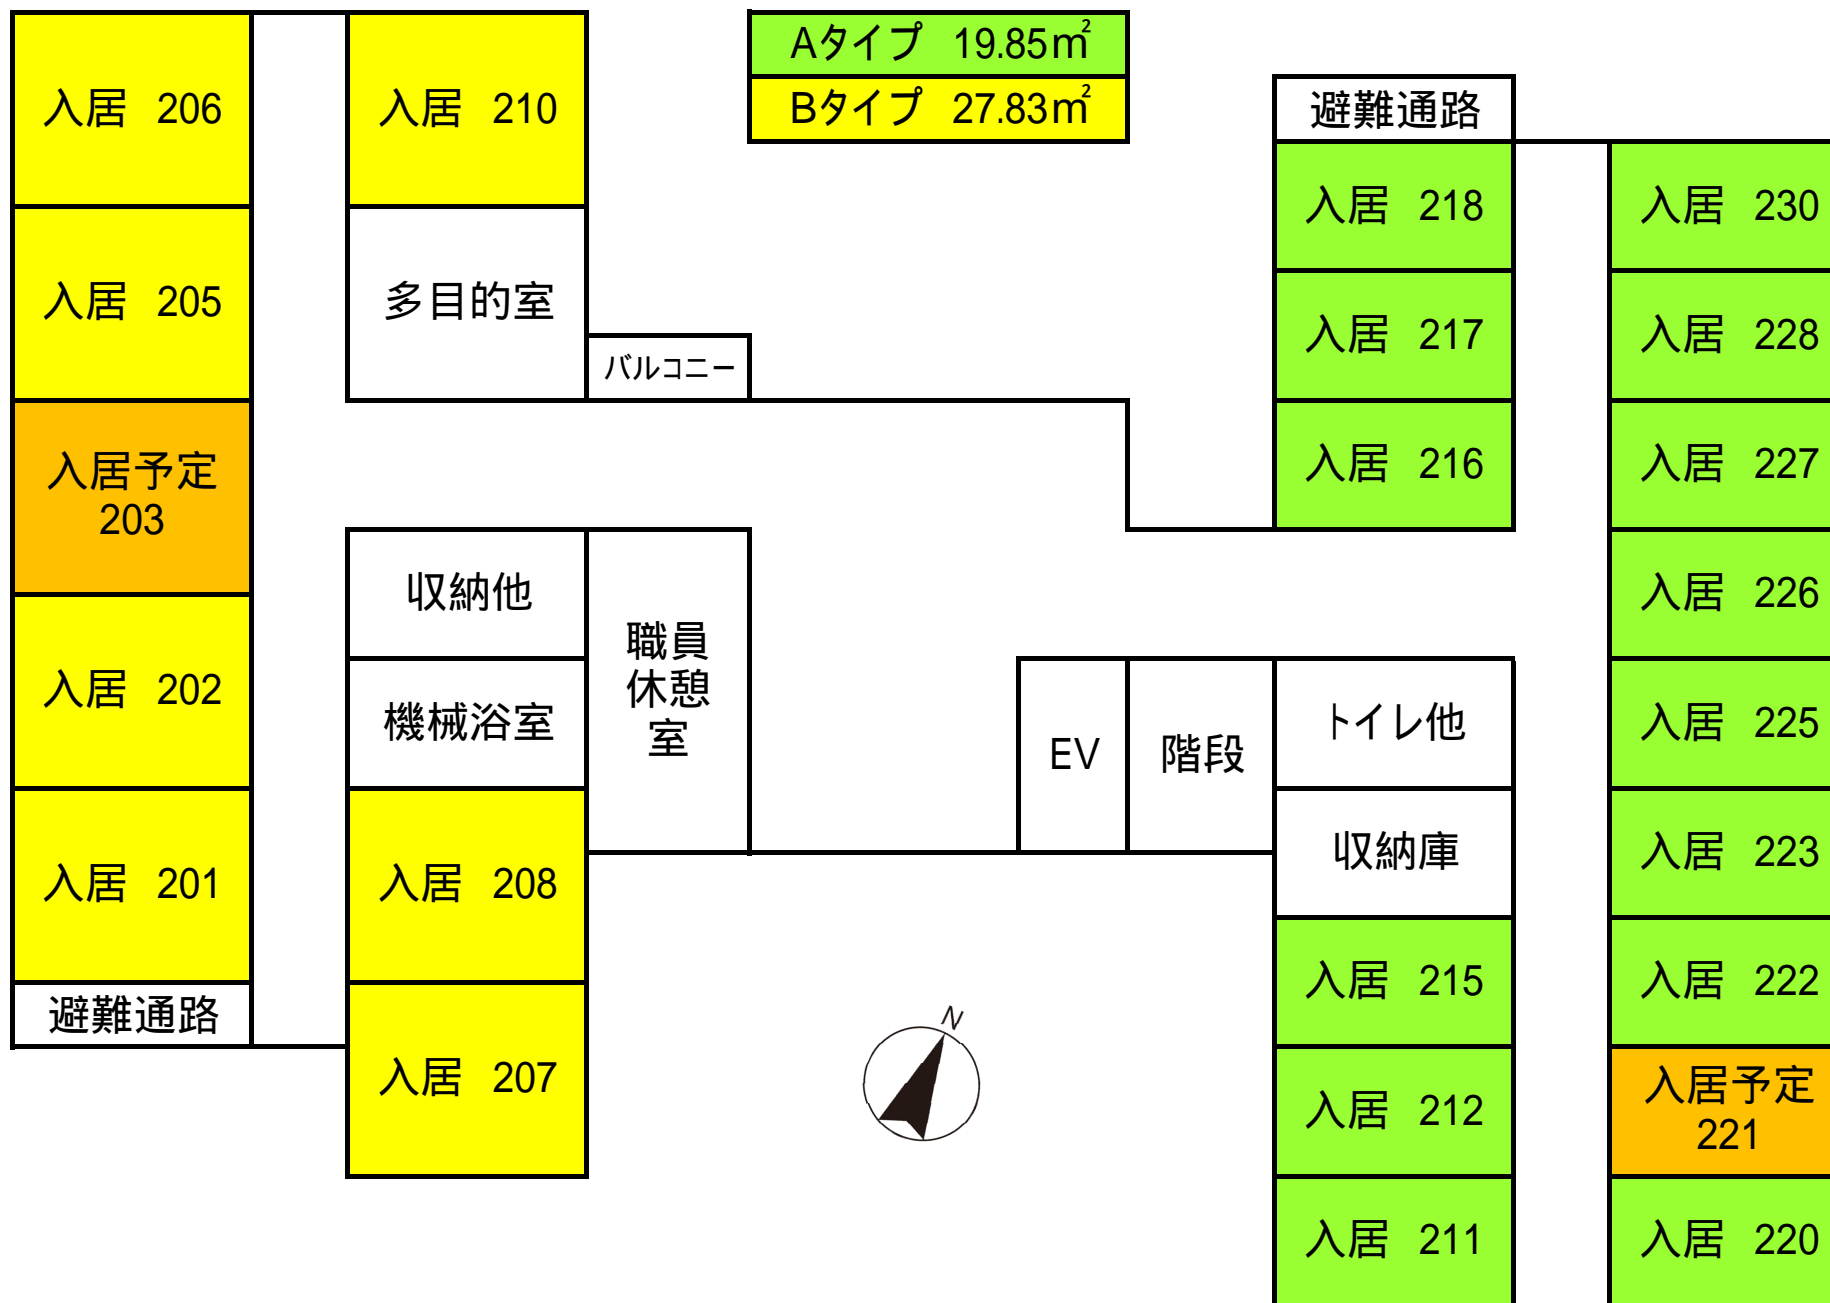 Aタイプ 19.85㎡
Bタイプ 27.83㎡
入居 206
入居 205
入居予定
203
入居 202
入居 201
避難通路
入居 210
多目的室
バルコニー
収納他
機械浴室
職員
休憩
室
入居 208
入居 207
N
EV
階段
避難通路
入居 218
入居 217
入居 216
トイレ他
収納庫
入居 215
入居 212
入居 211
入居 230
入居 228
入居 227
入居 226
入居 225
入居 223
入居 222
入居予定
221
入居 220